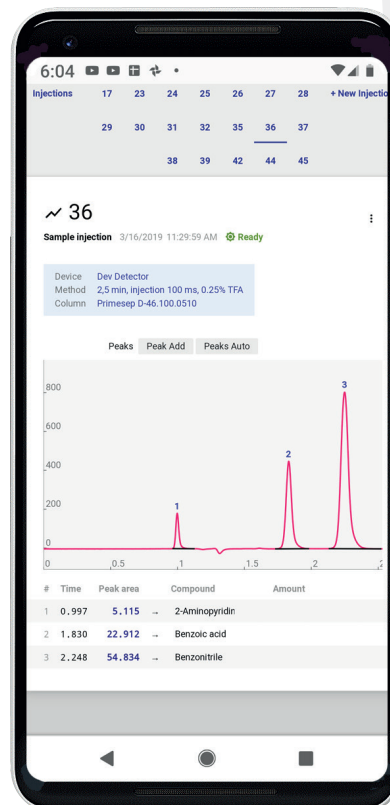 6:04
Injections 17 23 24 25 26 27 28 + New Injectio
29 30 31 32 35 36 37
38 39 42 44 45
36
Sample injection 3/16/2019 11:29:59 AM Ready
Device Dev Detector
Method 2,5 min, injection 100 ms, 0.25% TFA
Column Primesep D-46.100.0510
Peaks Peak Add Peaks Auto
800
600
400
200
0
1
2
3
0 0.5 1 1.5 2
# Time Peak area Compound Amount
1 0.997 5.115 → 2-Aminopyridin
2 1.830 22.912 → Benzoic acid
3 2.248 54.834 → Benzonitrile